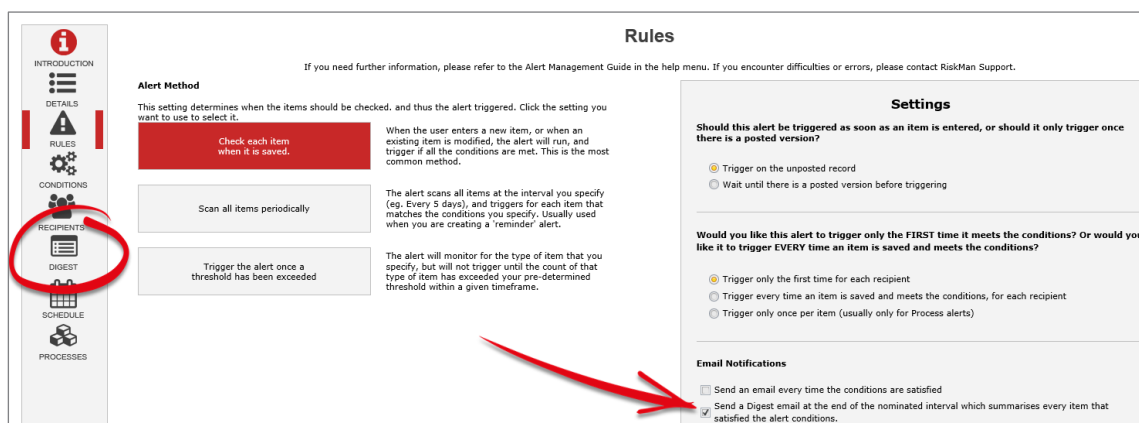 Rules
If you need further information, please refer to the Alert Management Guide in the help menu. If you encounter difficulties or errors, please contact RiskMan Support.
INTRODUCTION
DETAILS
RULES
CONDITIONS
RECIPIENTS
DIGEST
SCHEDULE
PROCESSES
Alert Method
This setting determines when the items should be checked. and thus the alert triggered. Click the setting you
want to use to select it.
Check each item
when it is saved.
When the user enters a new item, or when an
existing item is modified, the alert will run, and
trigger if all the conditions are met. This is the most
common method.
Scan all items periodically
The alert scans all items at the interval you specify
(eg. Every 5 days), and triggers for each item that
matches the conditions you specify. Usually used
when you are creating a 'reminder' alert.
Trigger the alert once a
threshold has been exceeded
The alert will monitor for the type of item that you
specify, but will not trigger until the count of that
type of item has exceeded your pre-determined
threshold within a given timeframe.
Settings
Should this alert be triggered as soon as an item is entered, or should it only trigger once
there is a posted version?
Trigger on the unposted record
Wait until there is a posted version before triggering
Would you like this alert to trigger only the FIRST time it meets the conditions? Or would you
like it to trigger EVERY time an item is saved and meets the conditions?
Trigger only the first time for each recipient
Trigger every time an item is saved and meets the conditions, for each recipient
Trigger only once per item (usually only for Process alerts)
Email Notifications
Send an email every time the conditions are satisfied
Send a Digest email at the end of the nominated interval which summarises every item that
satisfied the alert conditions.